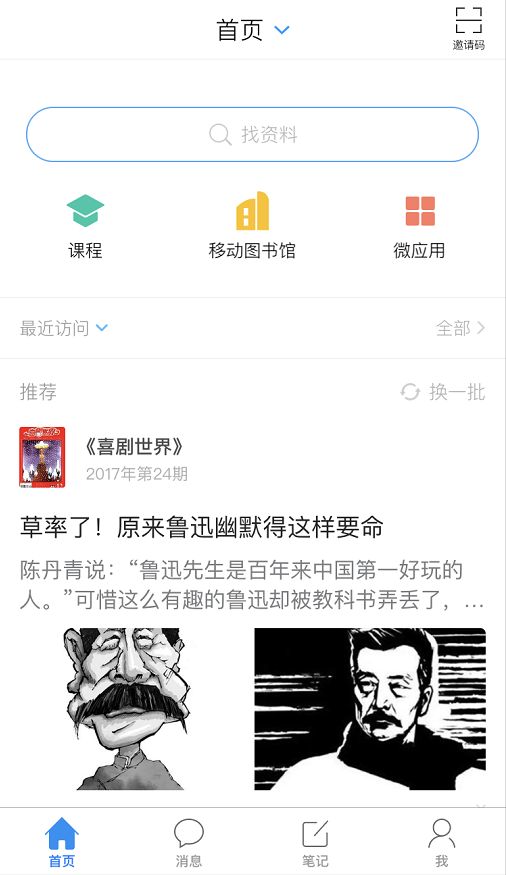 首页
邀请码
找资料
课程
移动图书馆
微应用
最近访问
全部
推荐
换一批
《喜剧世界》
2017年第24期
草率了！原来鲁迅幽默得这样要命
陈丹青说：“鲁迅先生是百年来中国第一好玩的
人。”可惜这么有趣的鲁迅却被教科书弄丢了，…
首页
消息
笔记
我